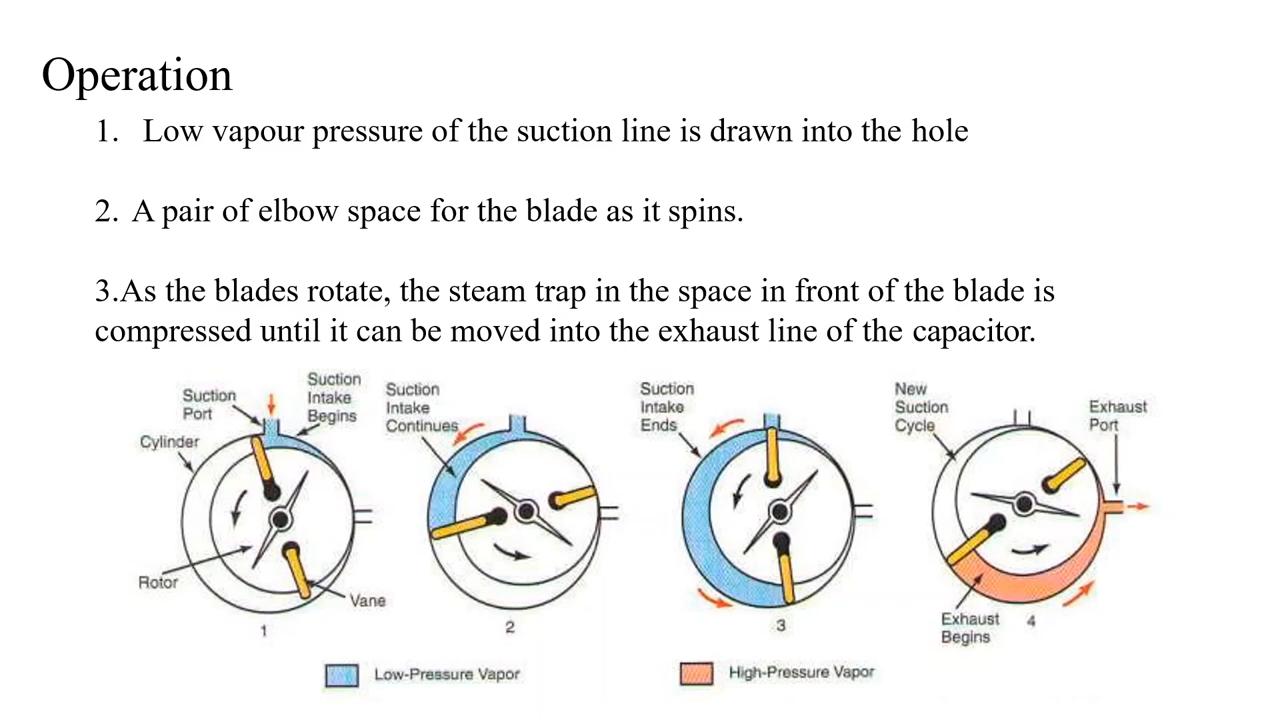 Operation
1. Low vapour pressure of the suction line is drawn into the hole
2. A pair of elbow space for the blade as it spins.
3.As the blades rotate, the steam trap in the space in front of the blade is
compressed until it can be moved into the exhaust line of the capacitor.
Suction
Port
Suction
Intake
Begins
Cylinder
Rotor
Vane
1
Suction
Intake
Continues
2
Suction
Intake
Ends
3
New
Suction
Cycle
Exhaust
Port
Exhaust
Begins
4
Low-Pressure Vapor
High-Pressure Vapor